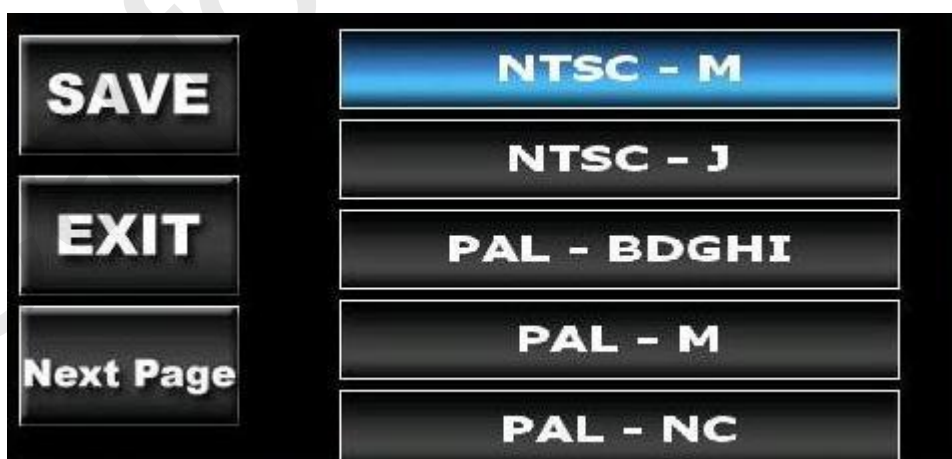 SAVE
EXIT
Next Page
NTSC - M
NTSC - J
PAL - BDGHI
PAL - M
PAL - NC